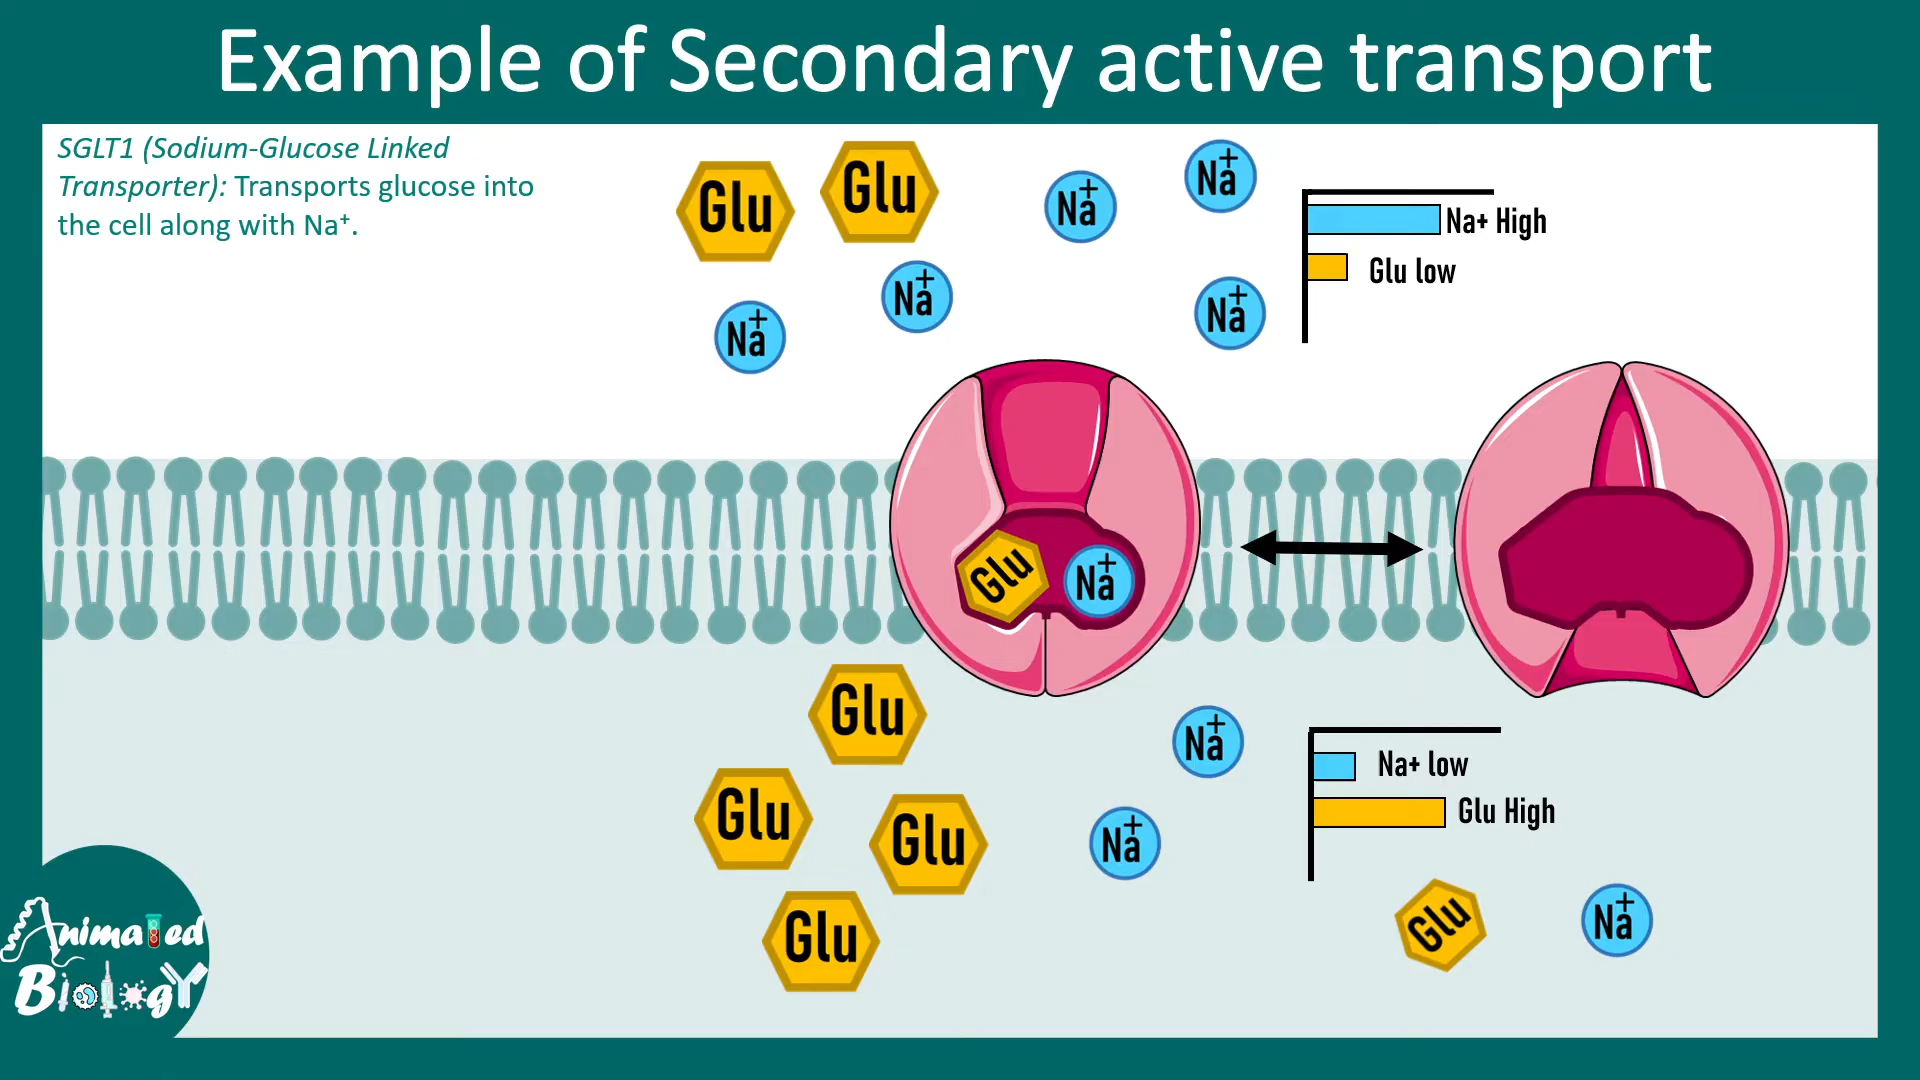 Example of Secondary active transport
SGLT1 (Sodium-Glucose Linked
Transporter): Transports glucose into
the cell along with Na⁺.
Glu
Glu
Na⁺
Na⁺
Na⁺
Na⁺
Na⁺
Na+ High
Glu low
Glu
Na⁺
Glu
Glu
Glu
Glu
Na⁺
Na⁺
Na+ low
Glu High
Glu
Na⁺
Animated
Biology